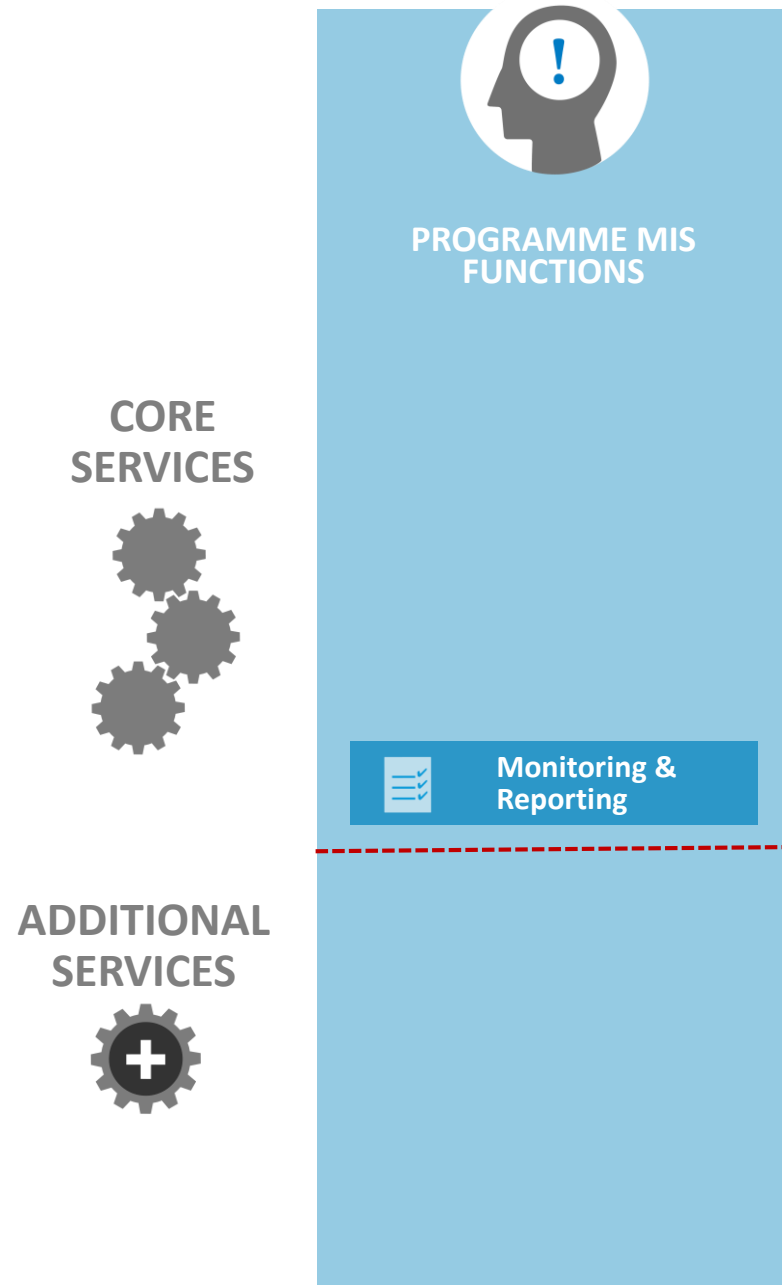 PROGRAMME MIS
FUNCTIONS
CORE
SERVICES
Monitoring &
Reporting
ADDITIONAL
SERVICES